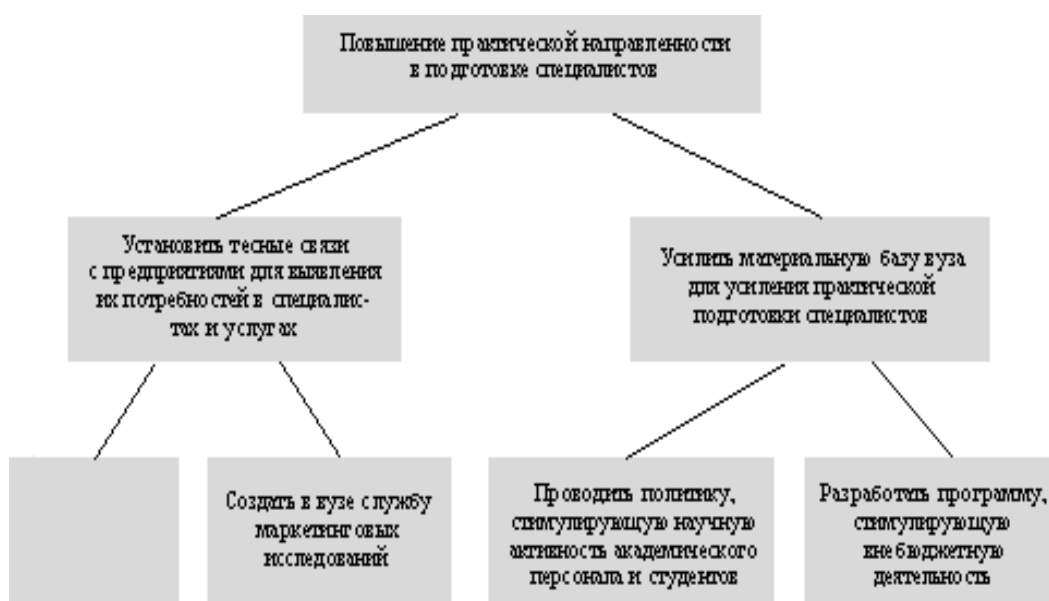 Повышение практической направленности
в подготовке специалистов
Установить тесные связи
с предприятиями для выявления
их потребностей в специалис-
тах и услугах
Усилить материальную базу вуза
для усиления практической
подготовки специалистов
Создать в вузе службу
маркетинговых
исследований
Проводить политику,
стимулирующую научную
активность академического
персонала и студентов
Разработать программу,
стимулирующую
внебюджетную
деятельность